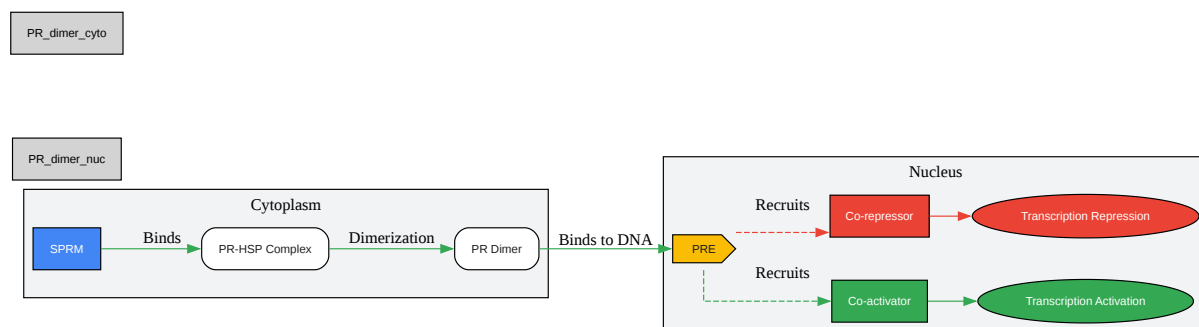 PR_dimer_cyto
PR_dimer_nuc
Cytoplasm
SPRM
Binds
PR-HSP Complex
Dimerization
PR Dimer
Binds to DNA
Nucleus
PRE
Recruits
Co-repressor
Transcription Repression
Recruits
Co-activator
Transcription Activation